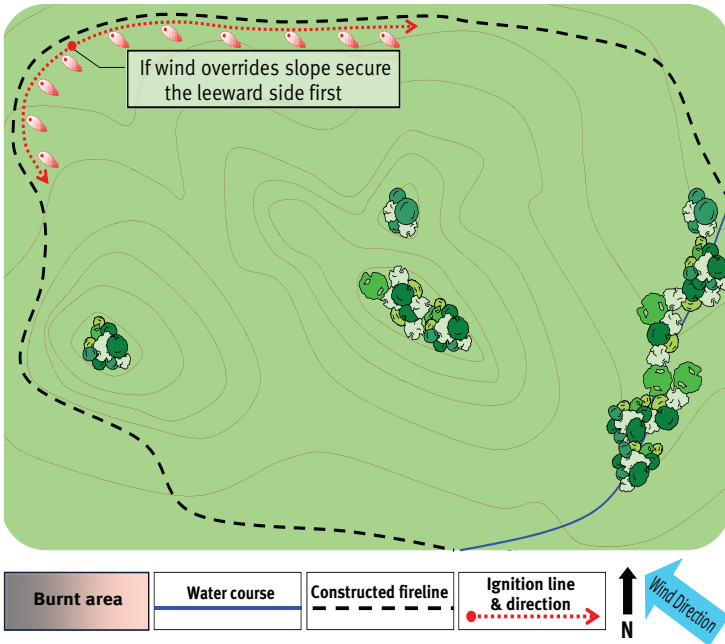 If wind overrides slope secure
the leeward side first
Burnt area
Water course
Constructed fireline
Ignition line
& direction
N
Wind Direction